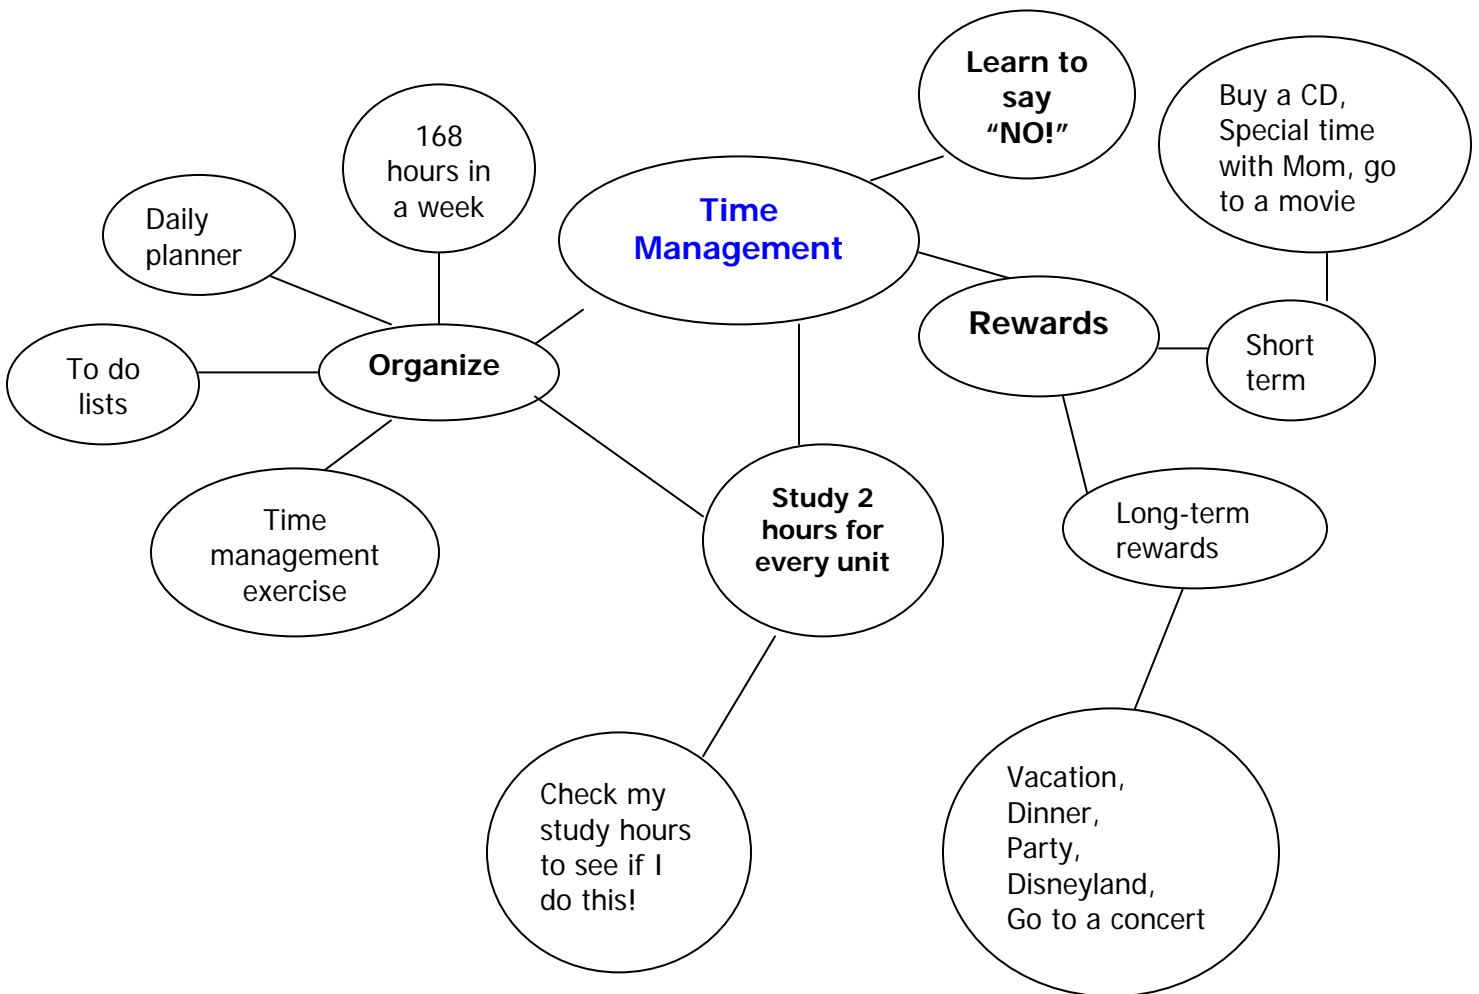 Learn to
say
“NO!”
Buy a CD,
Special time
with Mom, go
to a movie
168
hours in
a week
Daily
planner
Time
Management
Rewards
Short
term
To do
lists
Organize
Time
management
exercise
Study 2
hours for
every unit
Long-term
rewards
Check my
study hours
to see if I
do this!
Vacation,
Dinner,
Party,
Disneyland,
Go to a concert